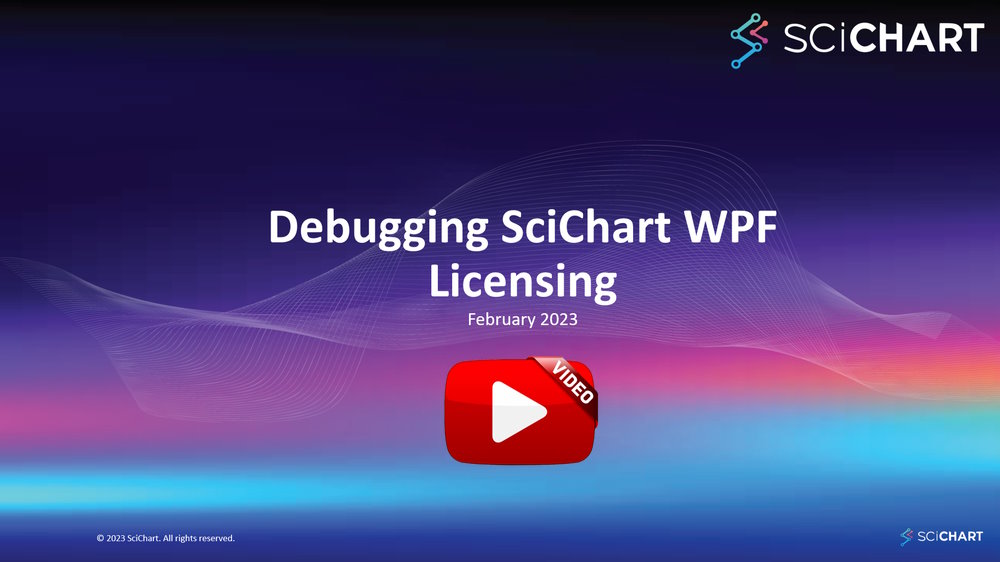 SCiCHART
Debugging SciChart WPF
Licensing
February 2023
VIDEO
© 2023 SciChart. All rights reserved.
SCiCHART